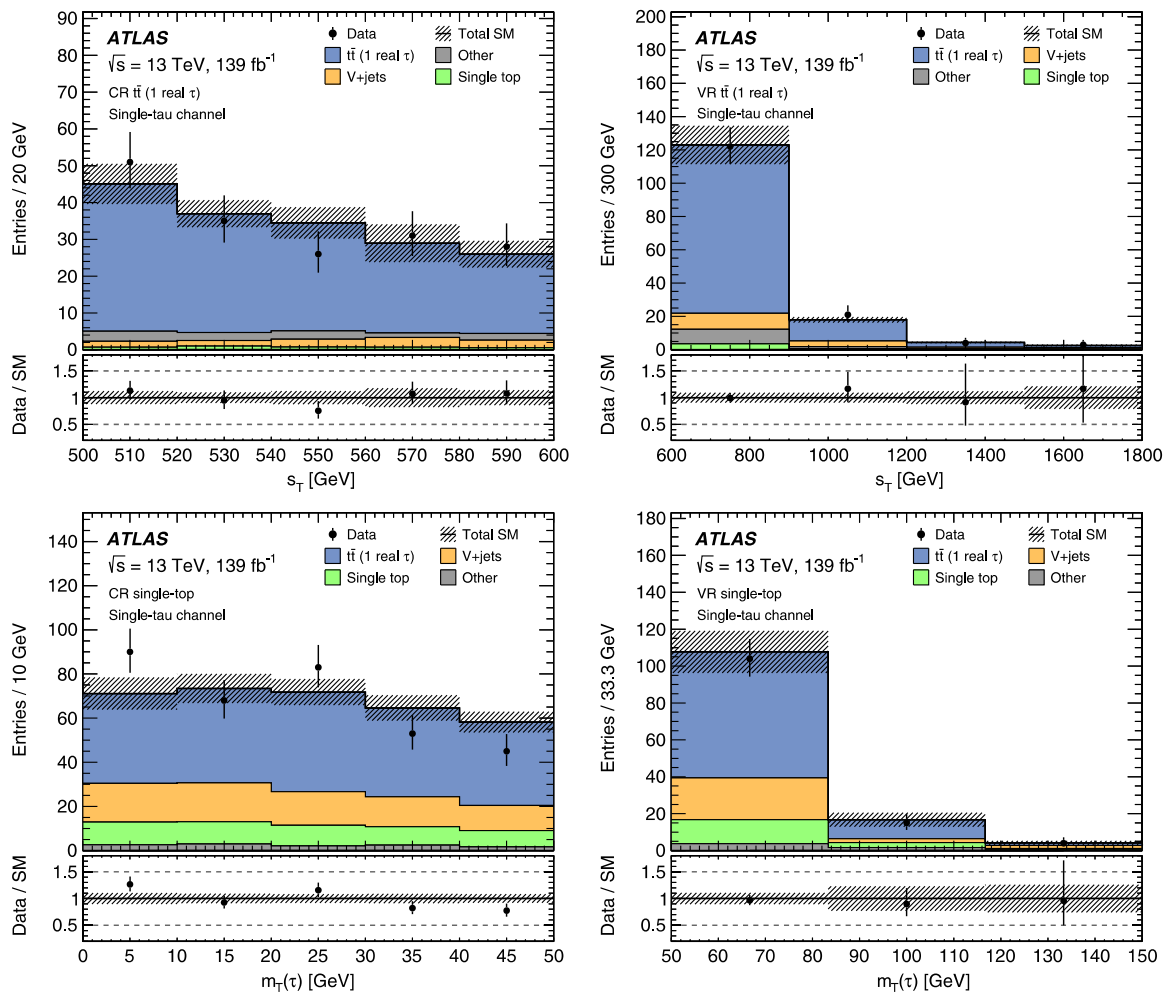 ATLAS
√s = 13 TeV, 139 fb⁻¹
CR tt̄ (1 real τ)
Single-tau channel
Data
Total SM
tt̄ (1 real τ)
Other
V+jets
Single top
Entries / 20 GeV
90
80
70
60
50
40
30
20
10
0
Data / SM
1.5
1
0.5
500 510 520 530 540 550 560 570 580 590 600
s_T [GeV]
ATLAS
√s = 13 TeV, 139 fb⁻¹
VR tt̄ (1 real τ)
Single-tau channel
Data
Total SM
tt̄ (1 real τ)
V+jets
Other
Single top
Entries / 300 GeV
200
180
160
140
120
100
80
60
40
20
0
Data / SM
1.5
1
0.5
600 800 1000 1200 1400 1600 1800
s_T [GeV]
ATLAS
√s = 13 TeV, 139 fb⁻¹
CR single-top
Single-tau channel
Data
Total SM
tt̄ (1 real τ)
V+jets
Single top
Other
Entries / 10 GeV
140
120
100
80
60
40
20
0
Data / SM
1.5
1
0.5
0 5 10 15 20 25 30 35 40 45 50
m_T(τ) [GeV]
ATLAS
√s = 13 TeV, 139 fb⁻¹
VR single-top
Single-tau channel
Data
Total SM
tt̄ (1 real τ)
V+jets
Single top
Other
Entries / 33.3 GeV
180
160
140
120
100
80
60
40
20
0
Data / SM
1.5
1
0.5
50 60 70 80 90 100 110 120 130 140 150
m_T(τ) [GeV]